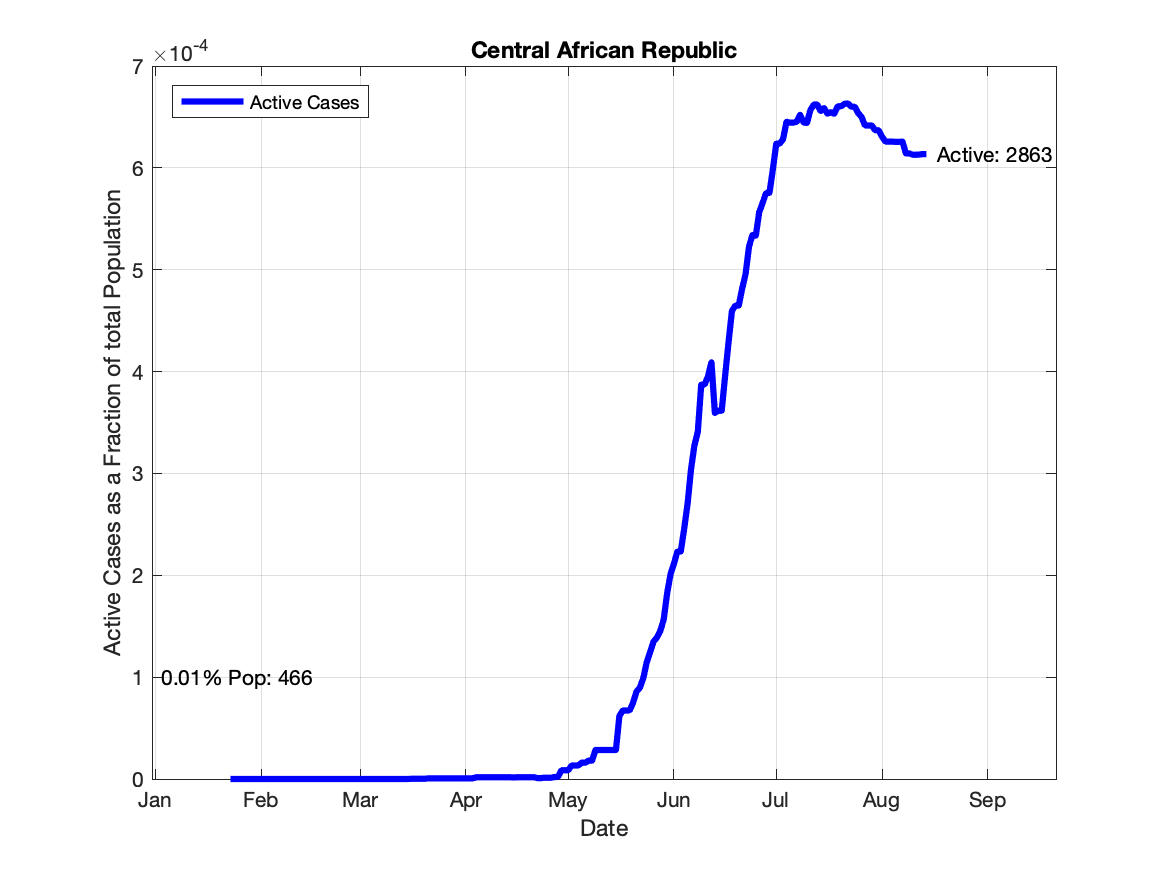 Central African Republic
×10-4
7
6
5
4
3
2
1
0
Active Cases
Active: 2863
0.01% Pop: 466
Active Cases as a Fraction of total Population
Jan Feb Mar Apr May Jun Jul Aug Sep
Date